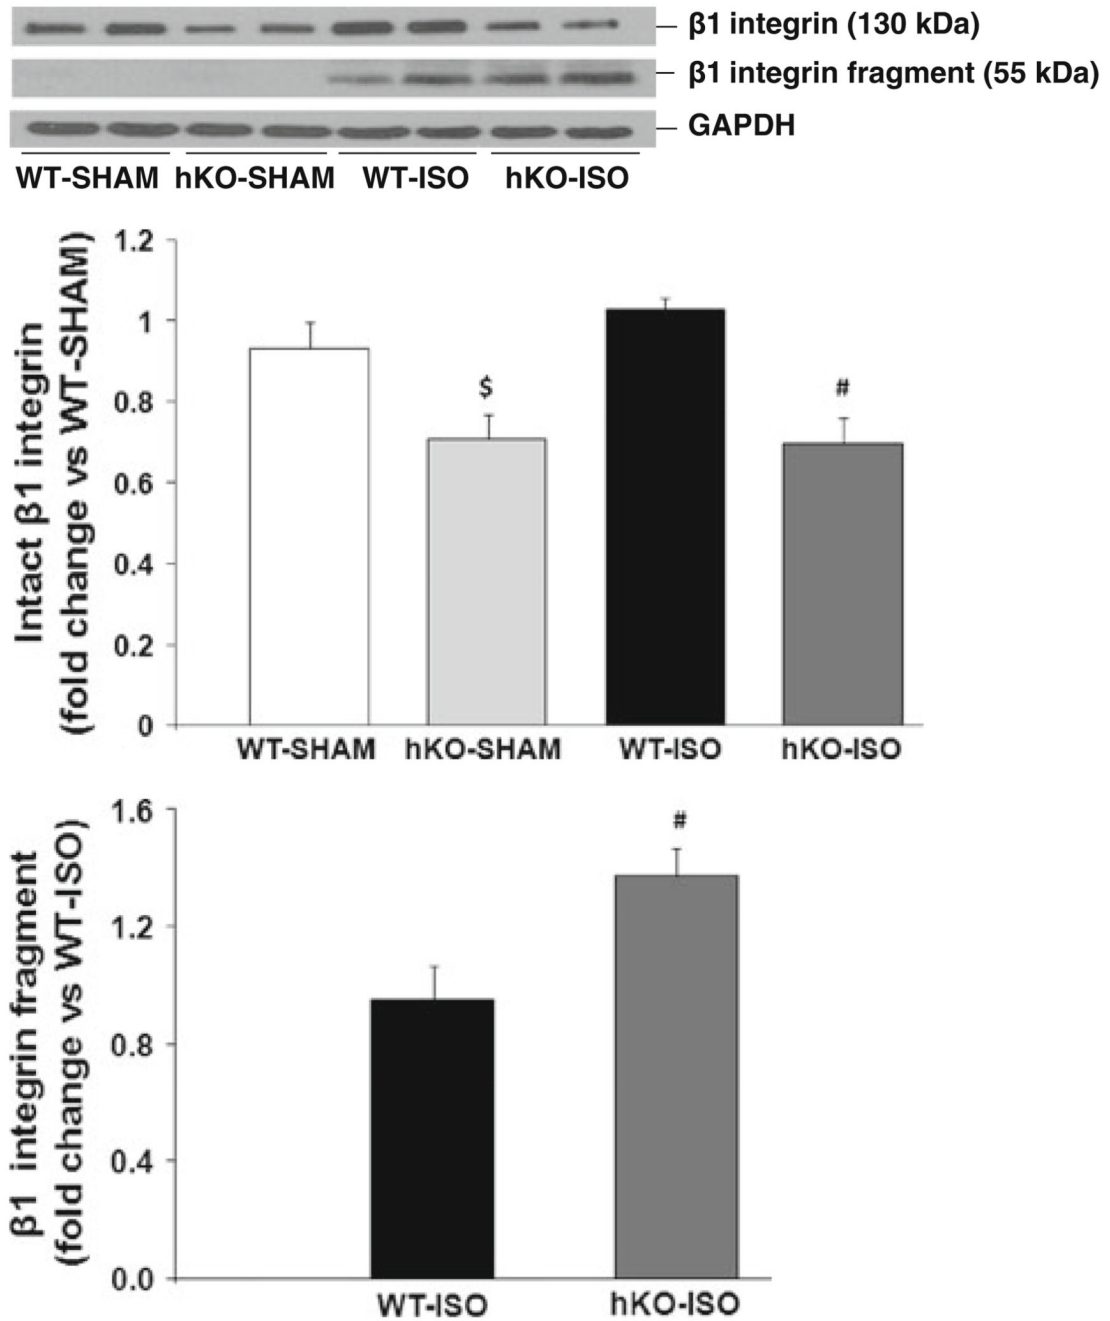 β1 integrin (130 kDa)
β1 integrin fragment (55 kDa)
GAPDH
WT-SHAM hKO-SHAM WT-ISO hKO-ISO
Intact β1 integrin
(fold change vs WT-SHAM)
1.2
1
0.8
0.6
0.4
0.2
0
$
#
WT-SHAM hKO-SHAM WT-ISO hKO-ISO
β1 integrin fragment
(fold change vs WT-ISO)
1.6
1.2
0.8
0.4
0.0
#
WT-ISO hKO-ISO